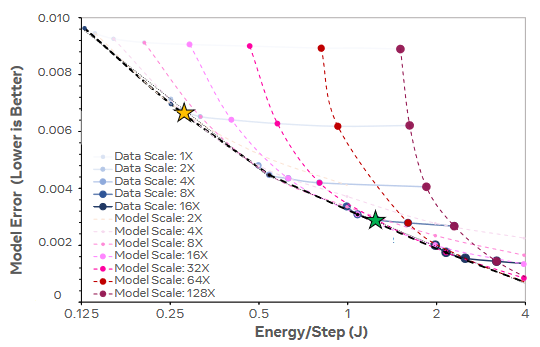 0.010
0.008
0.006
0.004
0.002
0
Model Error (Lower is Better)
Data Scale: 1X
Data Scale: 2X
Data Scale: 4X
Data Scale: 8X
Data Scale: 16X
Model Scale: 2X
Model Scale: 4X
Model Scale: 8X
Model Scale: 16X
Model Scale: 32X
Model Scale: 64X
Model Scale: 128X
0.125
0.25
0.5
1
2
4
Energy/Step (J)